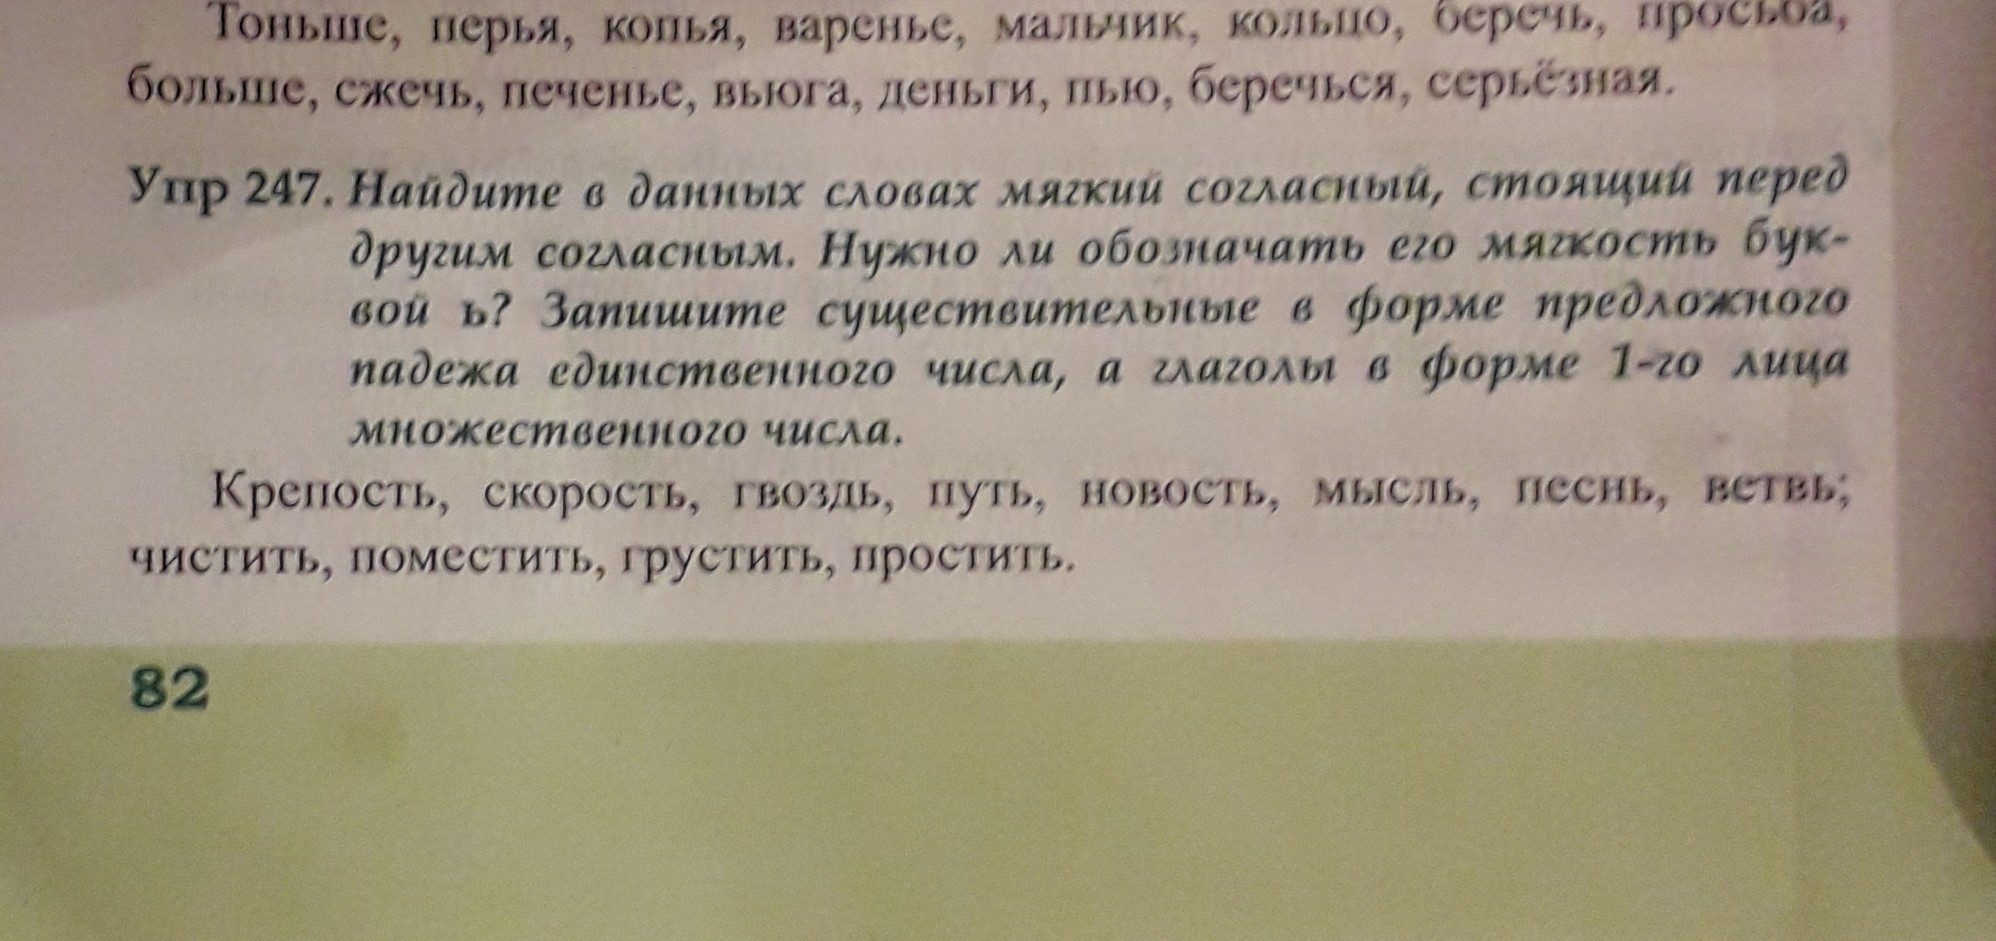 Тоньше, перья, копья, варенье, мальчик, кольцо, беречь, просьба,
больше, сжечь, печенье, вьюга, деньги, пью, беречься, серьёзная.
Упр 247. Найдите в данных словах мягкий согласный, стоящий перед
другим согласным. Нужно ли обозначать его мягкость бук-
вой ь? Запишите существительные в форме предложного
падежа единственного числа, а глаголы в форме 1-го лица
множественного числа.
Крепость, скорость, гвоздь, путь, новость, мысль, песнь, ветвь;
чистить, поместить, грустить, простить.
82